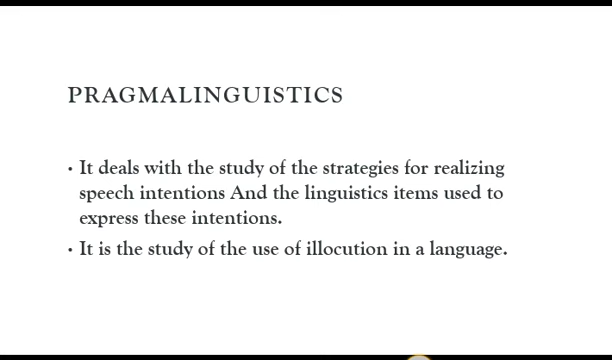 PRAGMALINGUISTICS
• It deals with the study of the strategies for realizing
speech intentions And the linguistics items used to
express these intentions.
• It is the study of the use of illocution in a language.